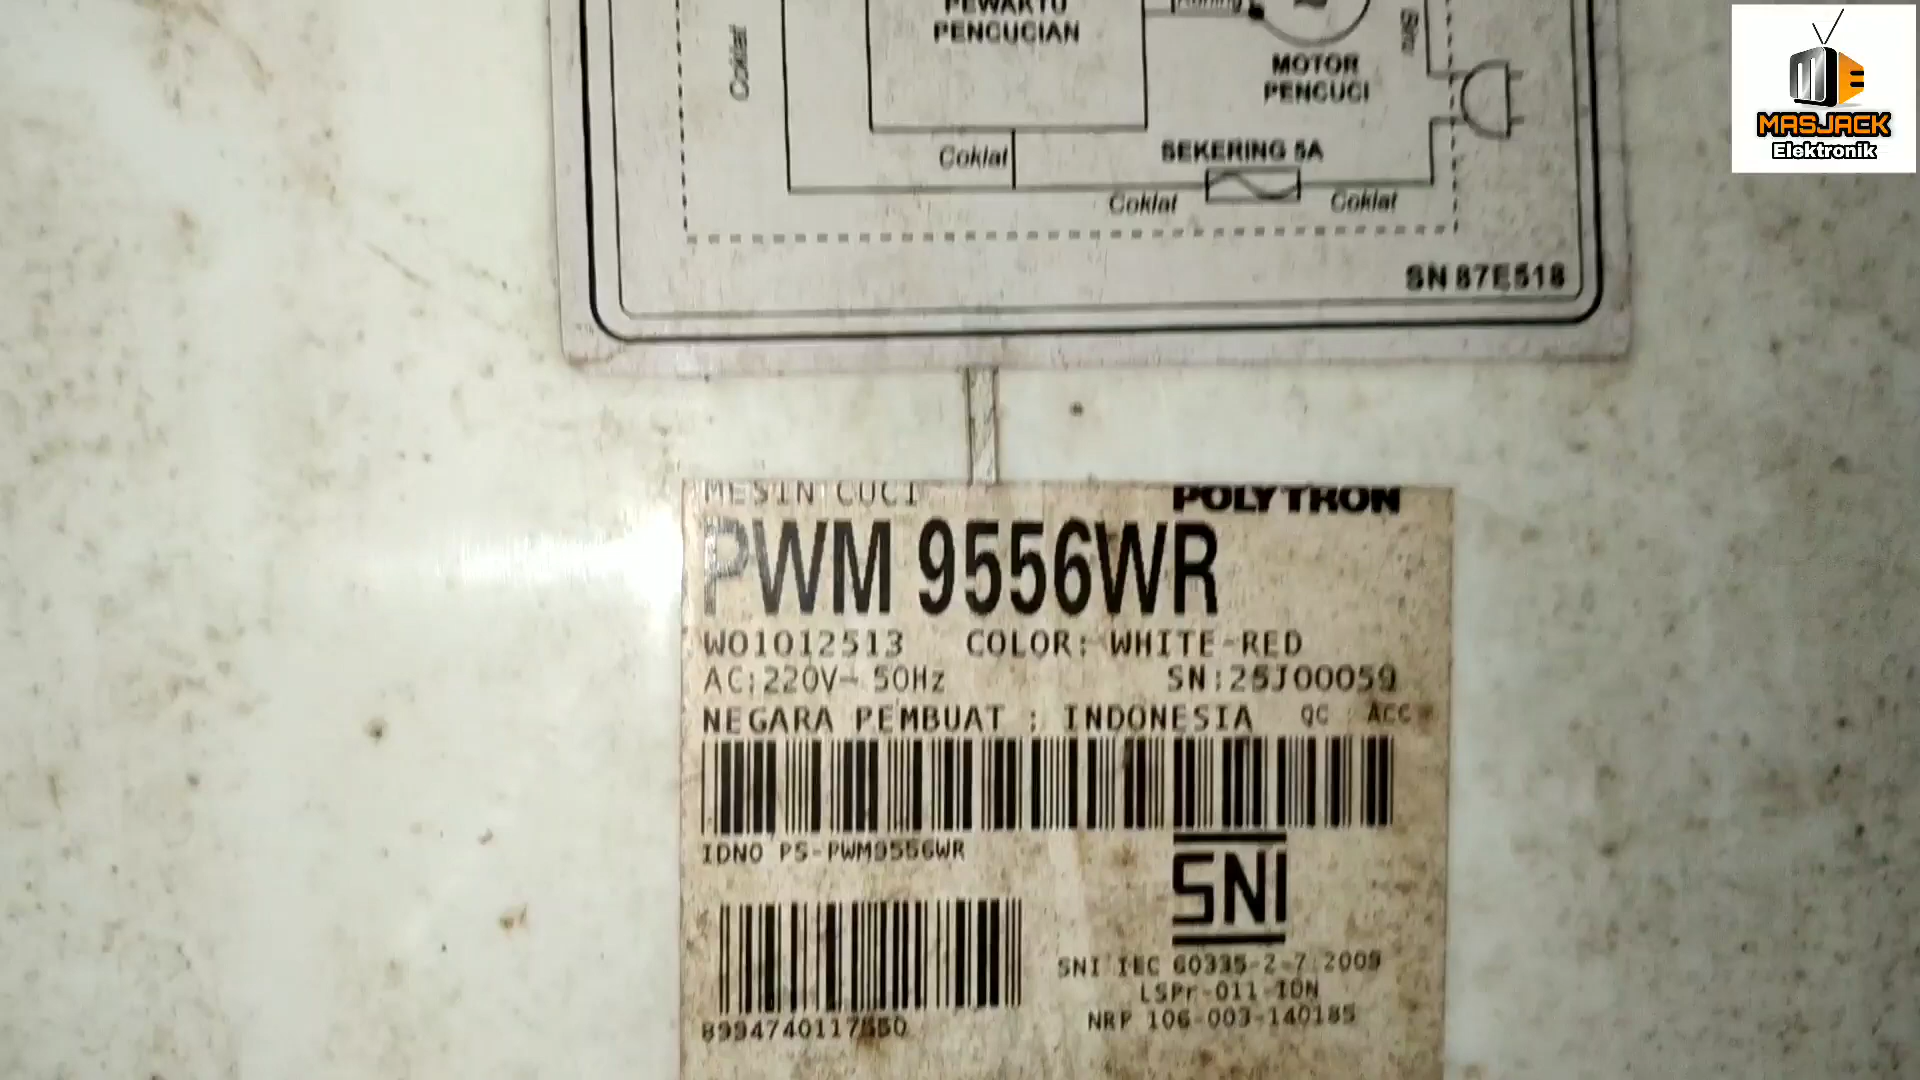 PEWAKTU
PENCUCIAN
Kuning
Coklat
Biru
MOTOR
PENCUCI
SEKERING 5A
Coklat
Coklat
Coklat
SN 87E518
MASJACK
Elektronik
MESIN CUCI
POLYTRON
PWM 9556WR
W01012513 COLOR: WHITE-RED
AC:220V~ 50Hz SN:25J00059
NEGARA PEMBUAT : INDONESIA QC : ACC
IDNO PS-PWM9556WR
SNI
SNI IEC 60335-2-7:2009
LSPr-011-IDN
NRP 106-003-140185